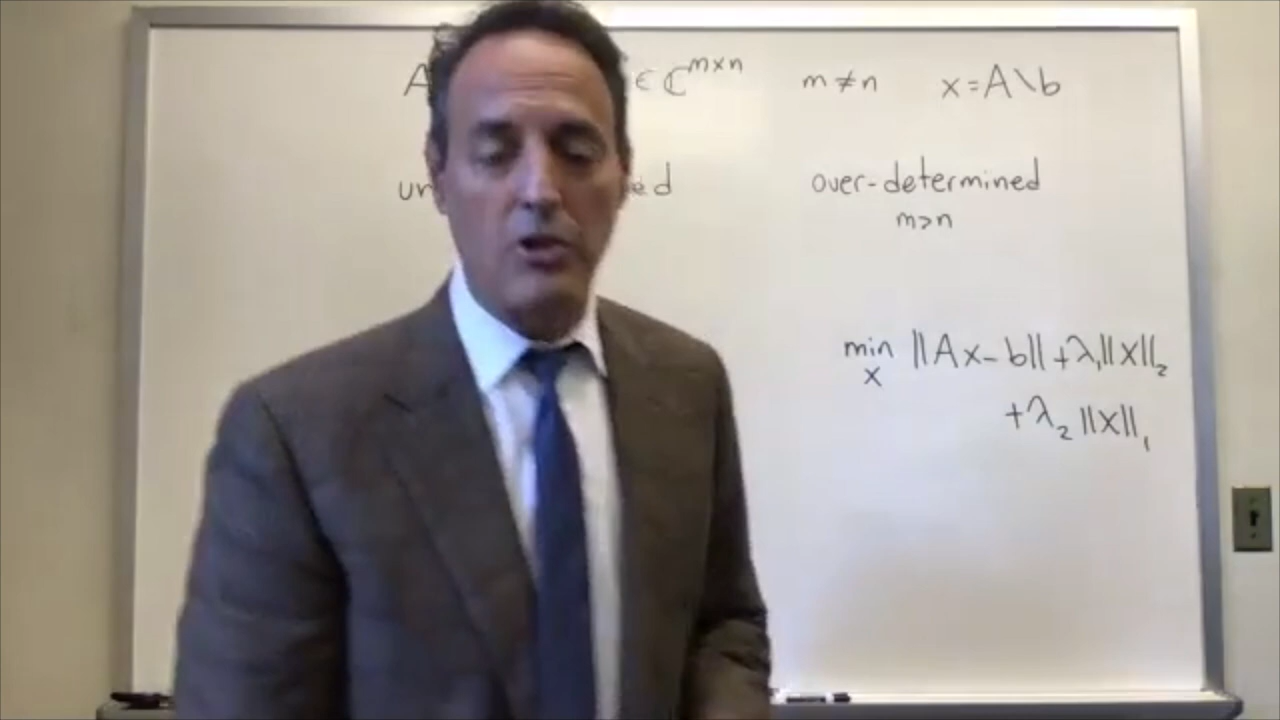 A ∈ ℂ^{m×n} m ≠ n x = A\b
over-determined
m>n
min ||Ax - b|| + λ₁||x||₂
x
+ λ₂ ||x||₁